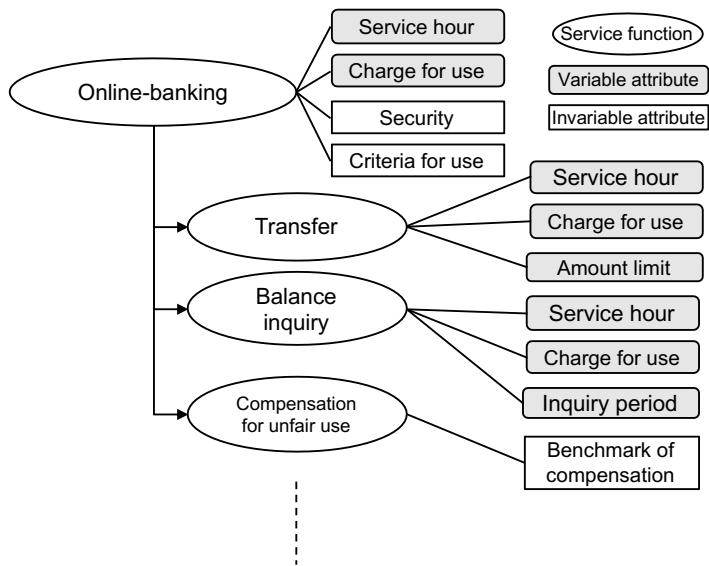 Service hour
Service function
Online-banking
Charge for use
Variable attribute
Security
Invariable attribute
Criteria for use
Transfer
Service hour
Charge for use
Amount limit
Balance
inquiry
Service hour
Charge for use
Inquiry period
Compensation
for unfair use
Benchmark of
compensation